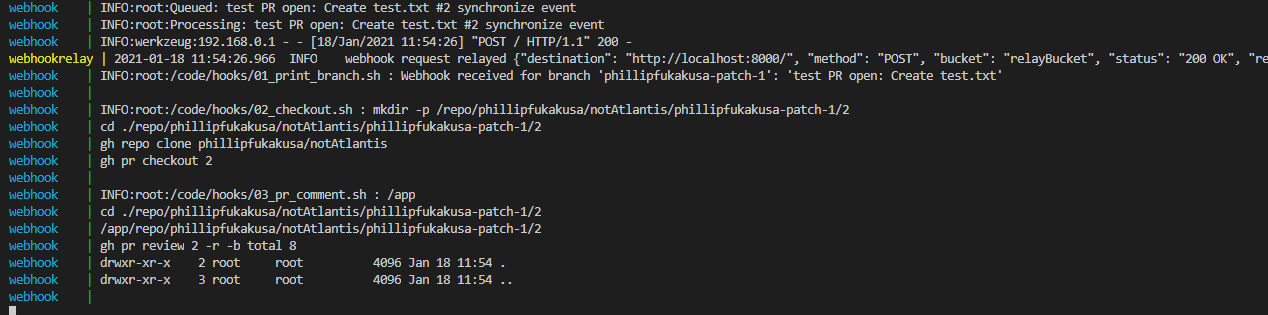 webhook | INFO:root:Queued: test PR open: Create test.txt #2 synchronize event
webhook | INFO:root:Processing: test PR open: Create test.txt #2 synchronize event
webhook | INFO:werkzeug:192.168.0.1 - - [18/Jan/2021 11:54:26] "POST / HTTP/1.1" 200 -
webhookrelay | 2021-01-18 11:54:26.966 INFO webhook request relayed {"destination": "http://localhost:8000/", "method": "POST", "bucket": "relayBucket", "status": "200 OK", "re
webhook | INFO:root:/code/hooks/01_print_branch.sh : Webhook received for branch 'phillipfukakusa-patch-1': 'test PR open: Create test.txt'
webhook |
webhook | INFO:root:/code/hooks/02_checkout.sh : mkdir -p /repo/phillipfukakusa/notAtlantis/phillipfukakusa-patch-1/2
webhook | cd ./repo/phillipfukakusa/notAtlantis/phillipfukakusa-patch-1/2
webhook | gh repo clone phillipfukakusa/notAtlantis
webhook | gh pr checkout 2
webhook |
webhook | INFO:root:/code/hooks/03_pr_comment.sh : /app
webhook | cd ./repo/phillipfukakusa/notAtlantis/phillipfukakusa-patch-1/2
webhook | /app/repo/phillipfukakusa/notAtlantis/phillipfukakusa-patch-1/2
webhook | gh pr review 2 -r -b total 8
webhook | drwxr-xr-x 2 root root 4096 Jan 18 11:54 .
webhook | drwxr-xr-x 3 root root 4096 Jan 18 11:54 ..
webhook |